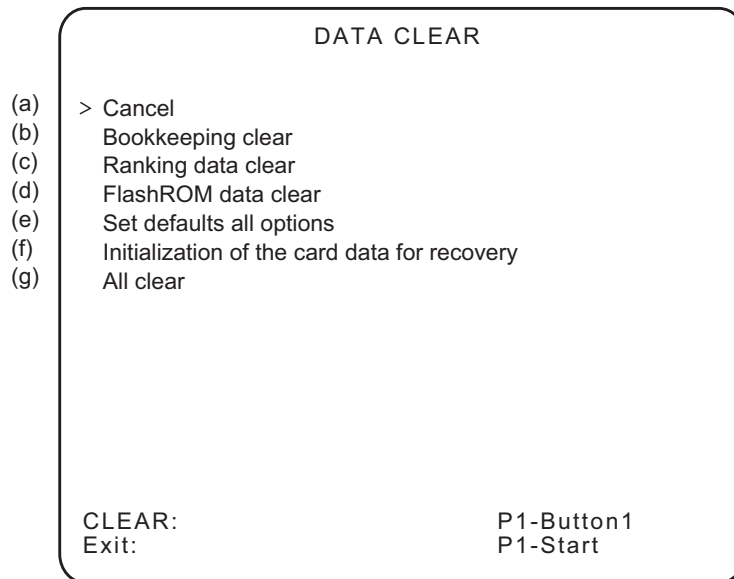 DATA CLEAR
(a) > Cancel
(b) Bookkeeping clear
(c) Ranking data clear
(d) FlashROM data clear
(e) Set defaults all options
(f) Initialization of the card data for recovery
(g) All clear
CLEAR: P1-Button1
Exit: P1-Start